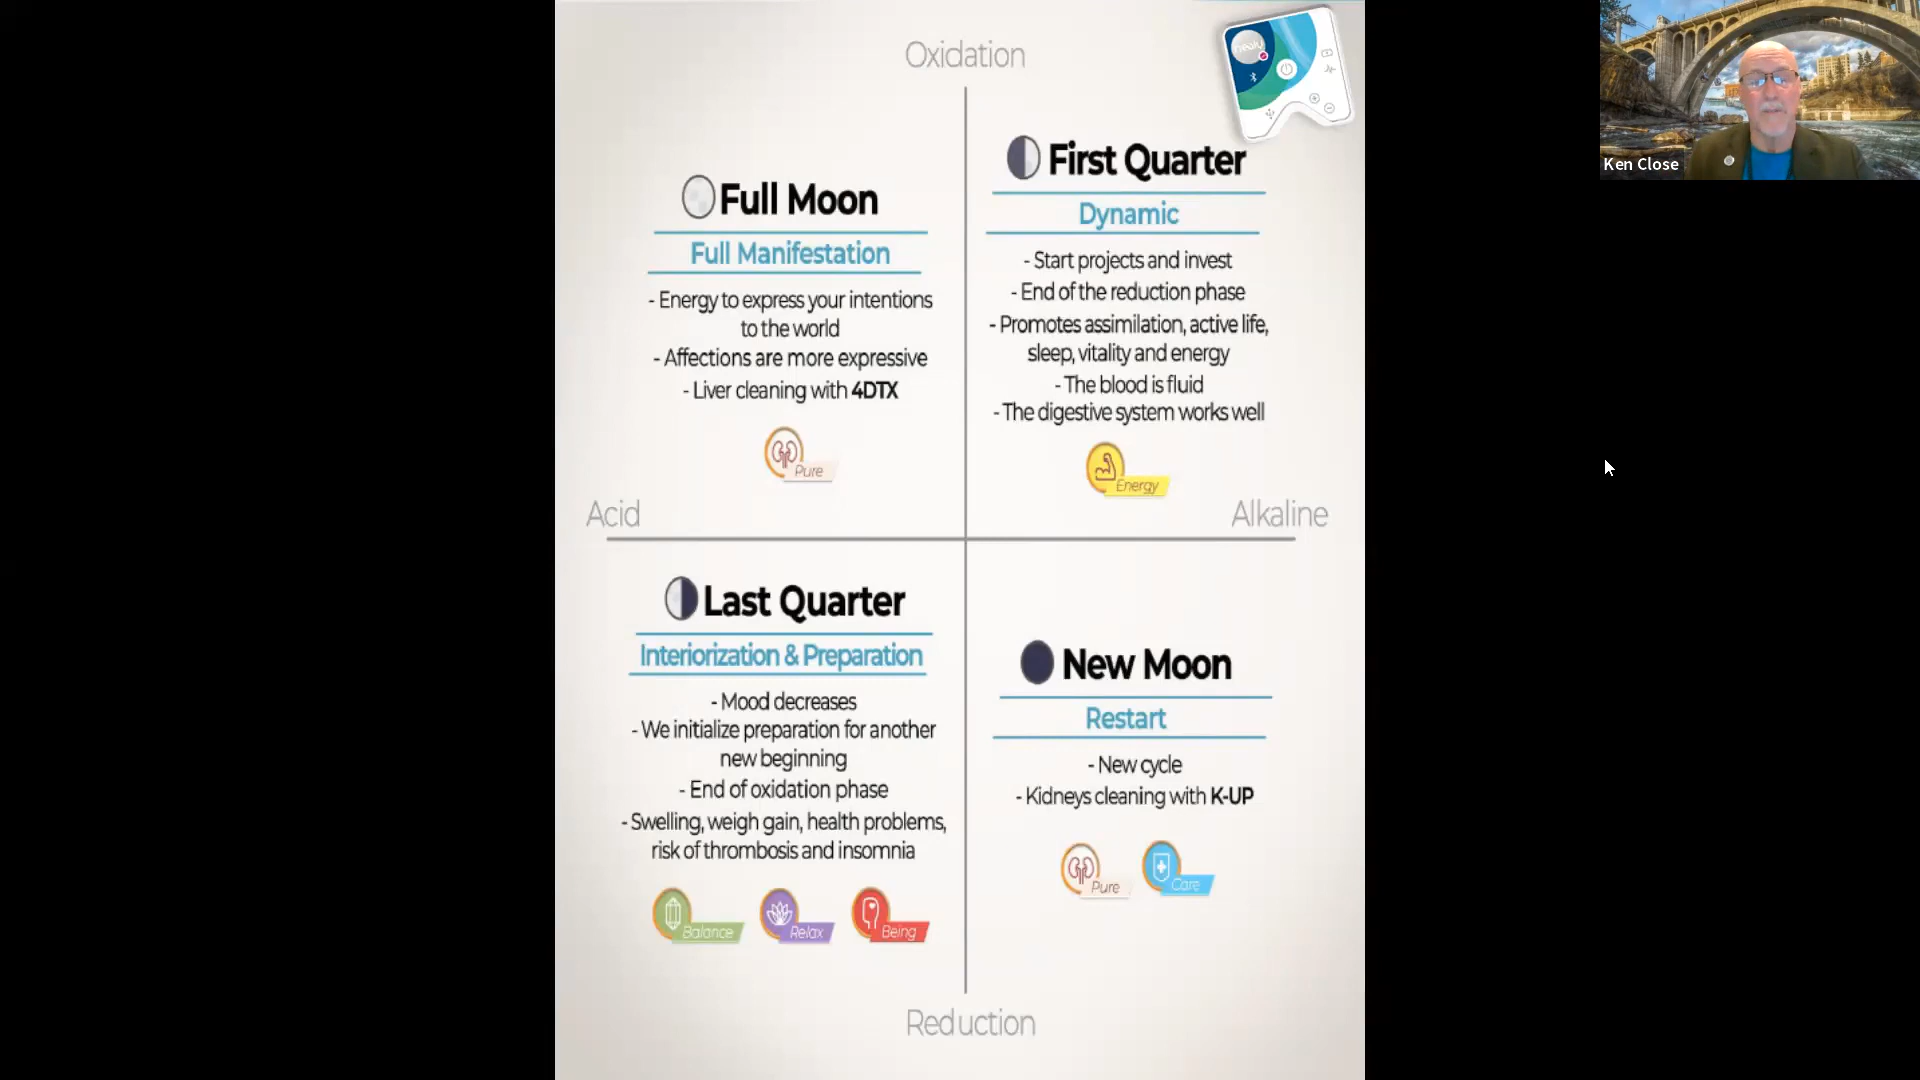 Oxidation
healy
Full Moon
Full Manifestation
- Energy to express your intentions
to the world
- Affections are more expressive
- Liver cleaning with 4DTX
Pure
First Quarter
Dynamic
- Start projects and invest
- End of the reduction phase
- Promotes assimilation, active life,
sleep, vitality and energy
- The blood is fluid
- The digestive system works well
Energy
Acid
Alkaline
Last Quarter
Interiorization & Preparation
- Mood decreases
- We initialize preparation for another
new beginning
- End of oxidation phase
- Swelling, weigh gain, health problems,
risk of thrombosis and insomnia
Balance
Relax
Being
New Moon
Restart
- New cycle
- Kidneys cleaning with K-UP
Pure
Care
Reduction
Ken Close